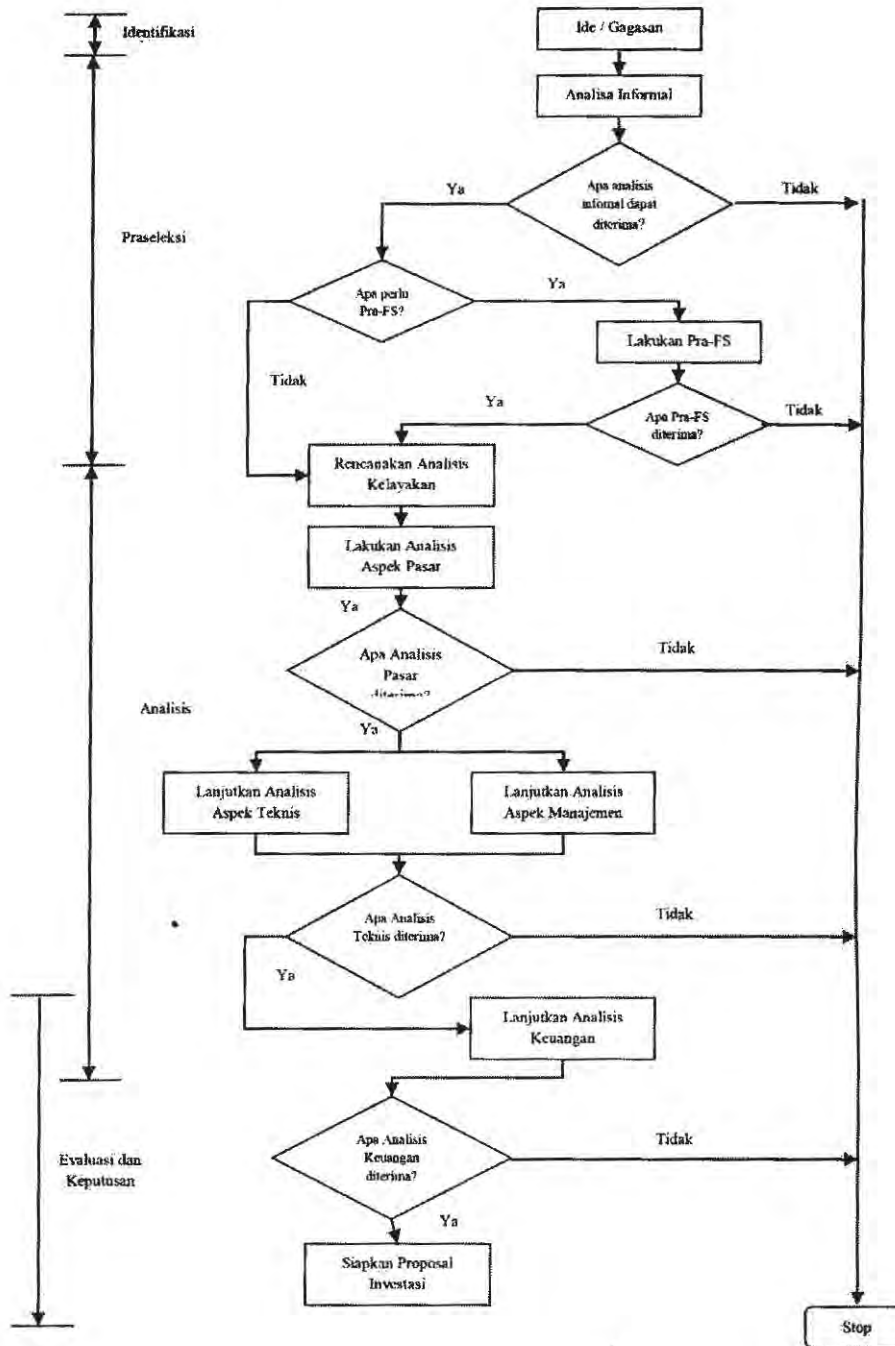 Identifikasi
Ide / Gagasan
Analisa Informal
Apa analisis
infomal dapat
diterima?
Ya
Tidak
Praseleksi
Apa perlu
Pra-FS?
Ya
Lakukan Pra-FS
Tidak
Ya
Apa Pra-FS
diterima?
Tidak
Rencanakan Analisis
Kelayakan
Lakukan Analisis
Aspek Pasar
Ya
Apa Analisis
Pasar
diterima?
Tidak
Analisis
Ya
Lanjutkan Analisis
Aspek Teknis
Lanjutkan Analisis
Aspek Manajemen
Apa Analisis
Teknis diterima?
Tidak
Ya
Lanjutkan Analisis
Keuangan
Evaluasi dan
Keputusan
Apa Analisis
Keuangan
diterima?
Tidak
Ya
Siapkan Proposal
Investasi
Stop